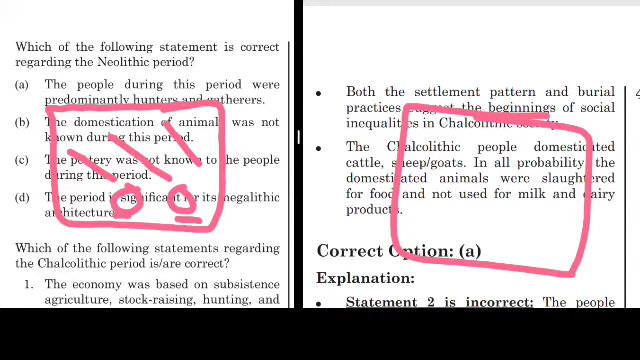 Which of the following statement is correct
regarding the Neolithic period?
(a) The people during this period were
predominantly hunters and gatherers.
(b) The domestication of animals was not
known during this period.
(c) The pottery was not known to the people
during this period.
(d) The period is significant for its megalithic
architecture.
Which of the following statements regarding
the Chalcolithic period is/are correct?
1. The economy was based on subsistence
agriculture, stock-raising, hunting, and
• Both the settlement pattern and burial
practices suggest the beginnings of social
inequalities in Chalcolithic society.
• The Chalcolithic people domesticated
cattle, sheep/goats. In all probability, the
domesticated animals were slaughtered
for food and not used for milk and dairy
products.
Correct Option: (a)
Explanation:
• Statement 2 is incorrect: The people
4